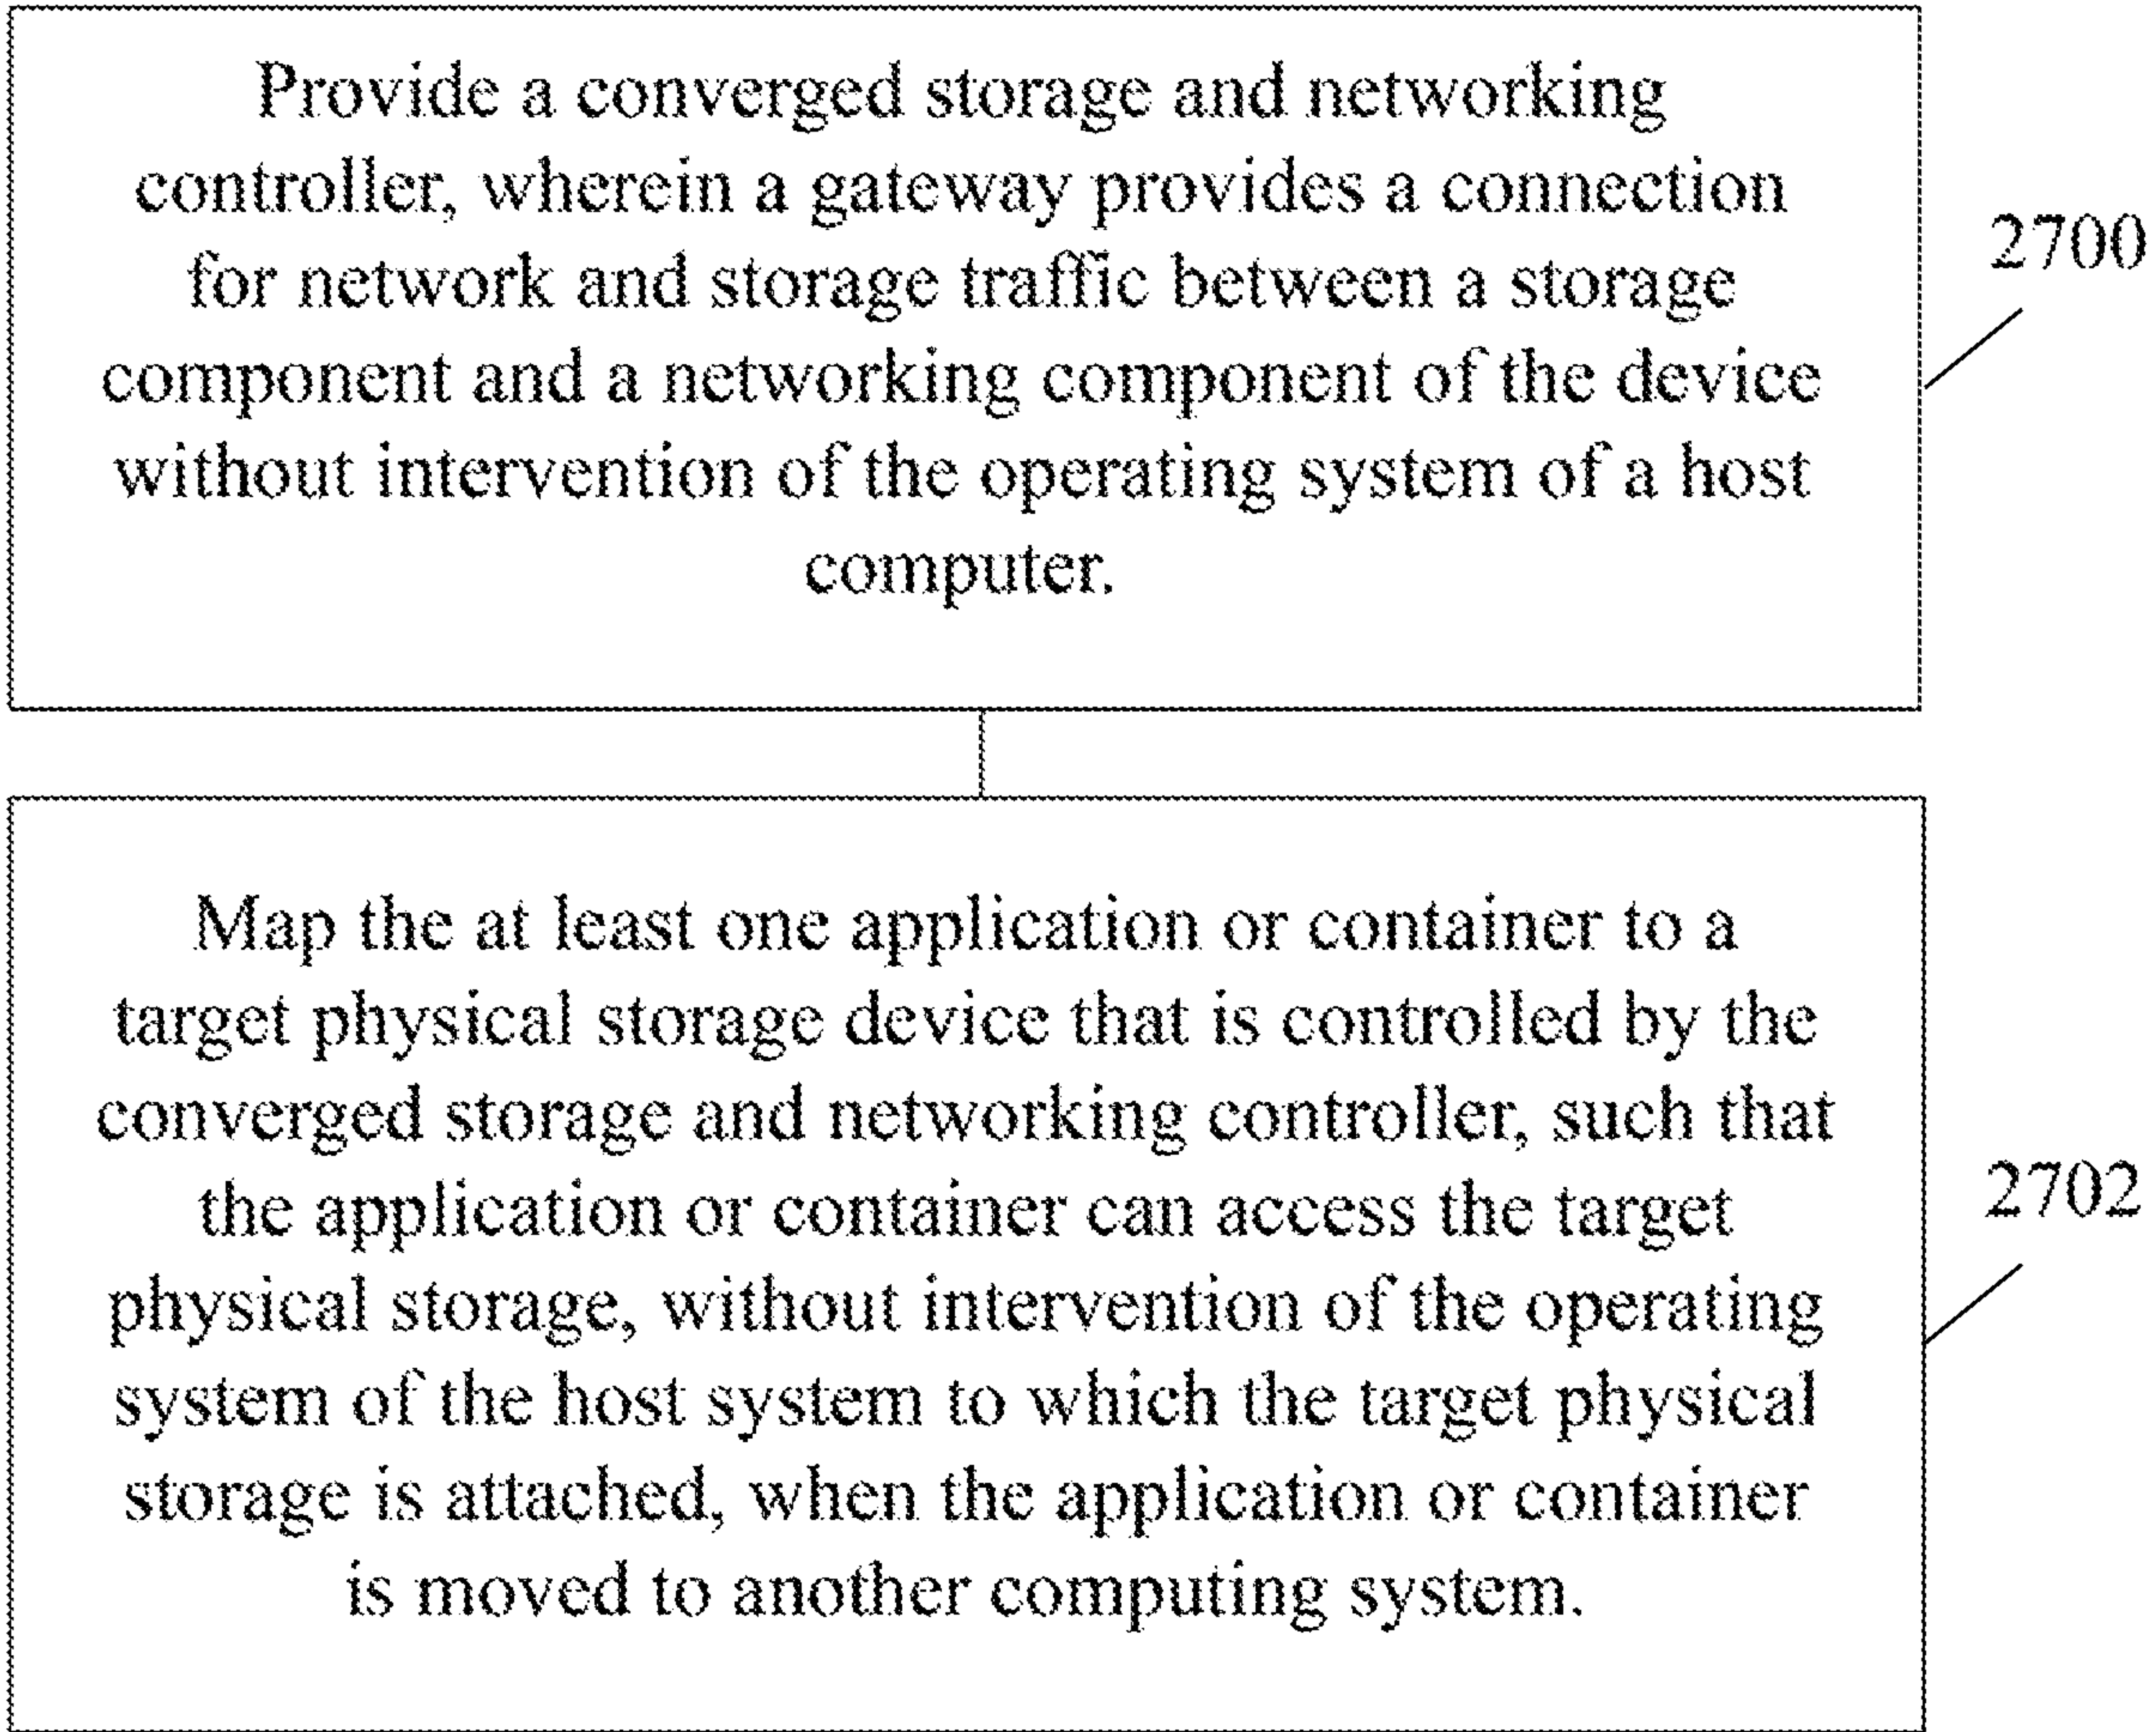 Provide a converged storage and networking
controller, wherein a gateway provides a connection
for network and storage traffic between a storage
component and a networking component of the device
without intervention of the operating system of a host
computer.
2700
Map the at least one application or container to a
target physical storage device that is controlled by the
converged storage and networking controller, such that
the application or container can access the target
physical storage, without intervention of the operating
system of the host system to which the target physical
storage is attached, when the application or container
is moved to another computing system.
2702